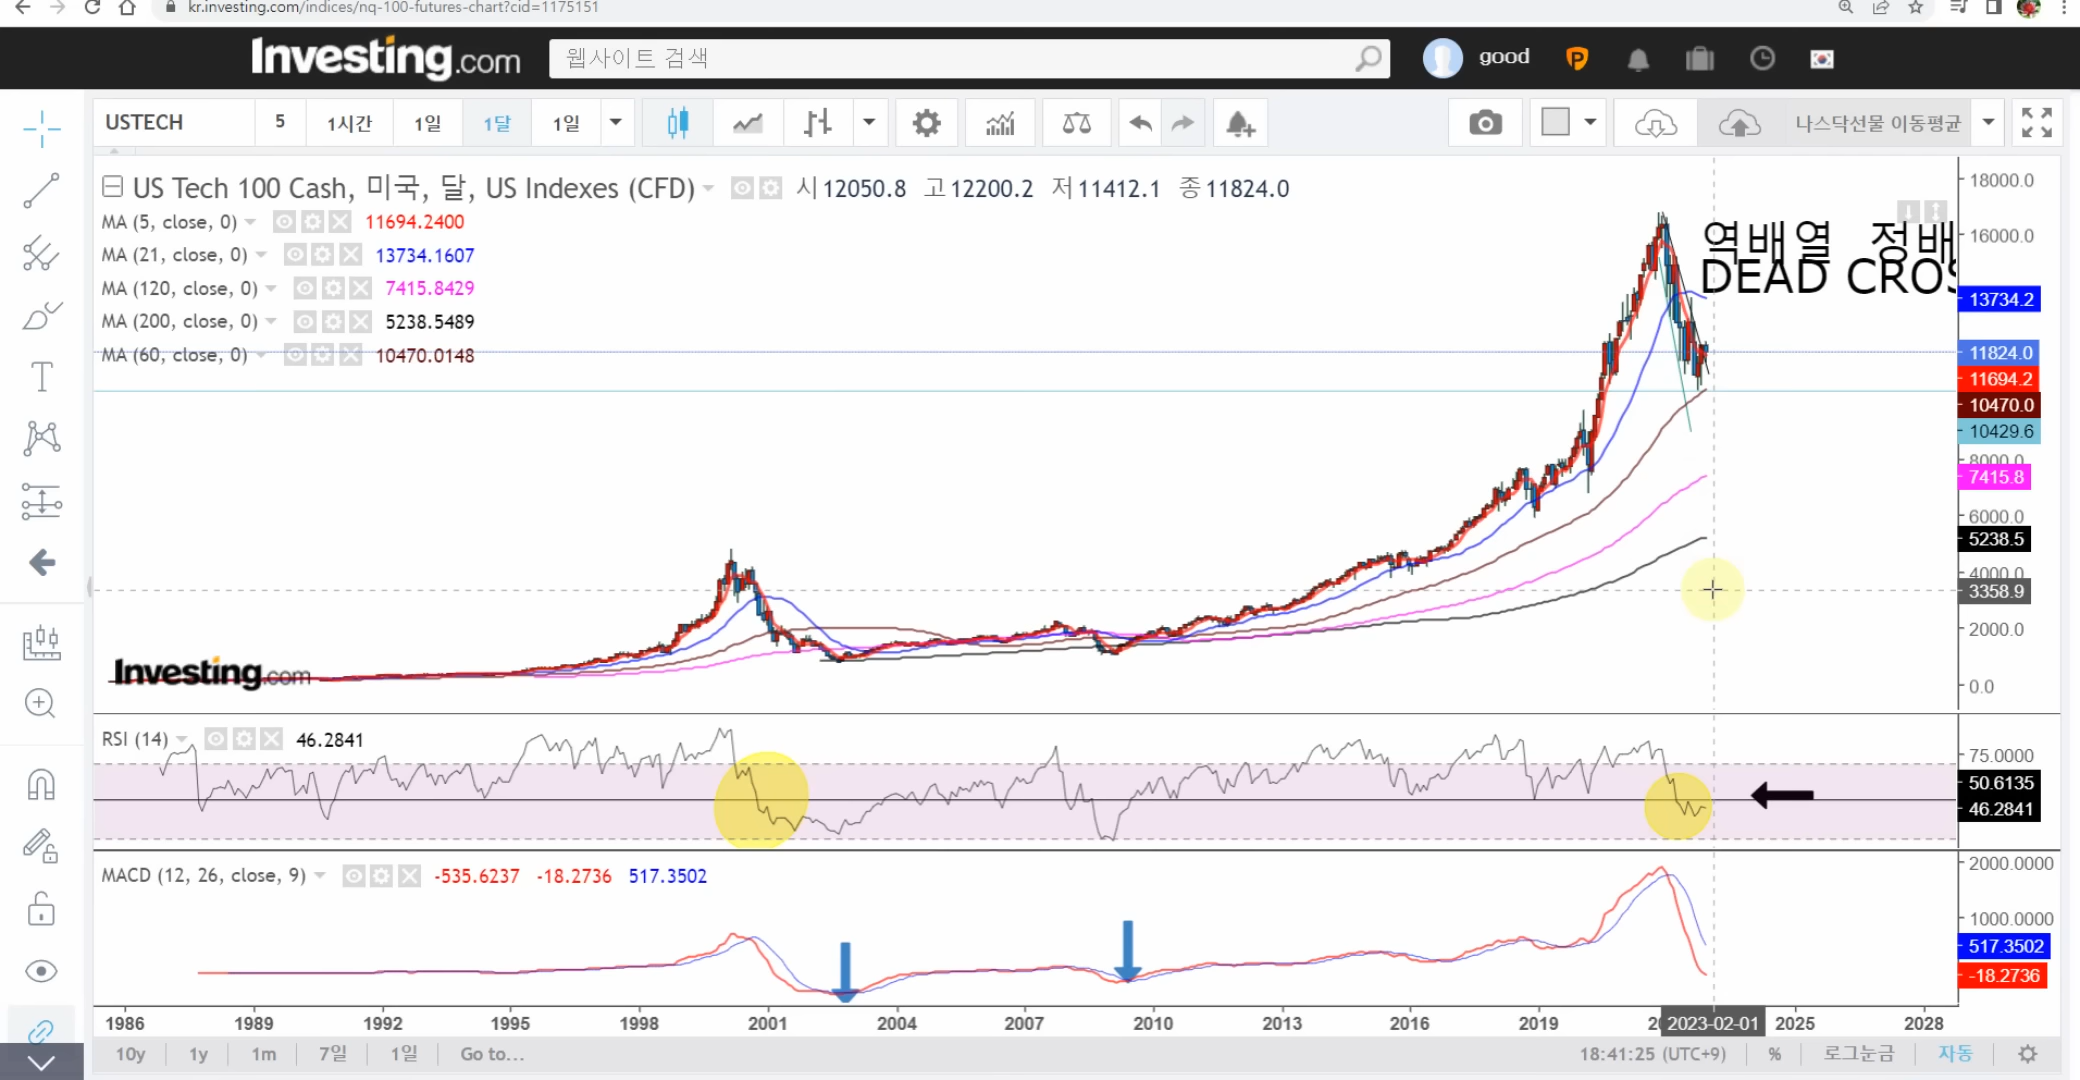 kr.investing.com/indices/nq-100-futures-chart?cid=1175151
Investing.com 웹사이트 검색 good P
USTECH 5 1시간 1일 1달 1일 나스닥선물 이동평균
US Tech 100 Cash, 미국, 달, US Indexes (CFD) 시 12050.8 고 12200.2 저 11412.1 종 11824.0
MA (5, close, 0) 11694.2400
MA (21, close, 0) 13734.1607
MA (120, close, 0) 7415.8429
MA (200, close, 0) 5238.5489
MA (60, close, 0) 10470.0148
역배열 정배
DEAD CROS
18000.0
16000.0
13734.2
11824.0
11694.2
10470.0
10429.6
8000.0
7415.8
6000.0
5238.5
4000.0
3358.9
2000.0
0.0
Investing.com
RSI (14) 46.2841
75.0000
50.6135
46.2841
MACD (12, 26, close, 9) -535.6237 -18.2736 517.3502
2000.0000
1000.0000
517.3502
-18.2736
1986 1989 1992 1995 1998 2001 2004 2007 2010 2013 2016 2019 2023-02-01 2025 2028
10y 1y 1m 7일 1일 Go to... 18:41:25 (UTC+9) % 로그눈금 자동